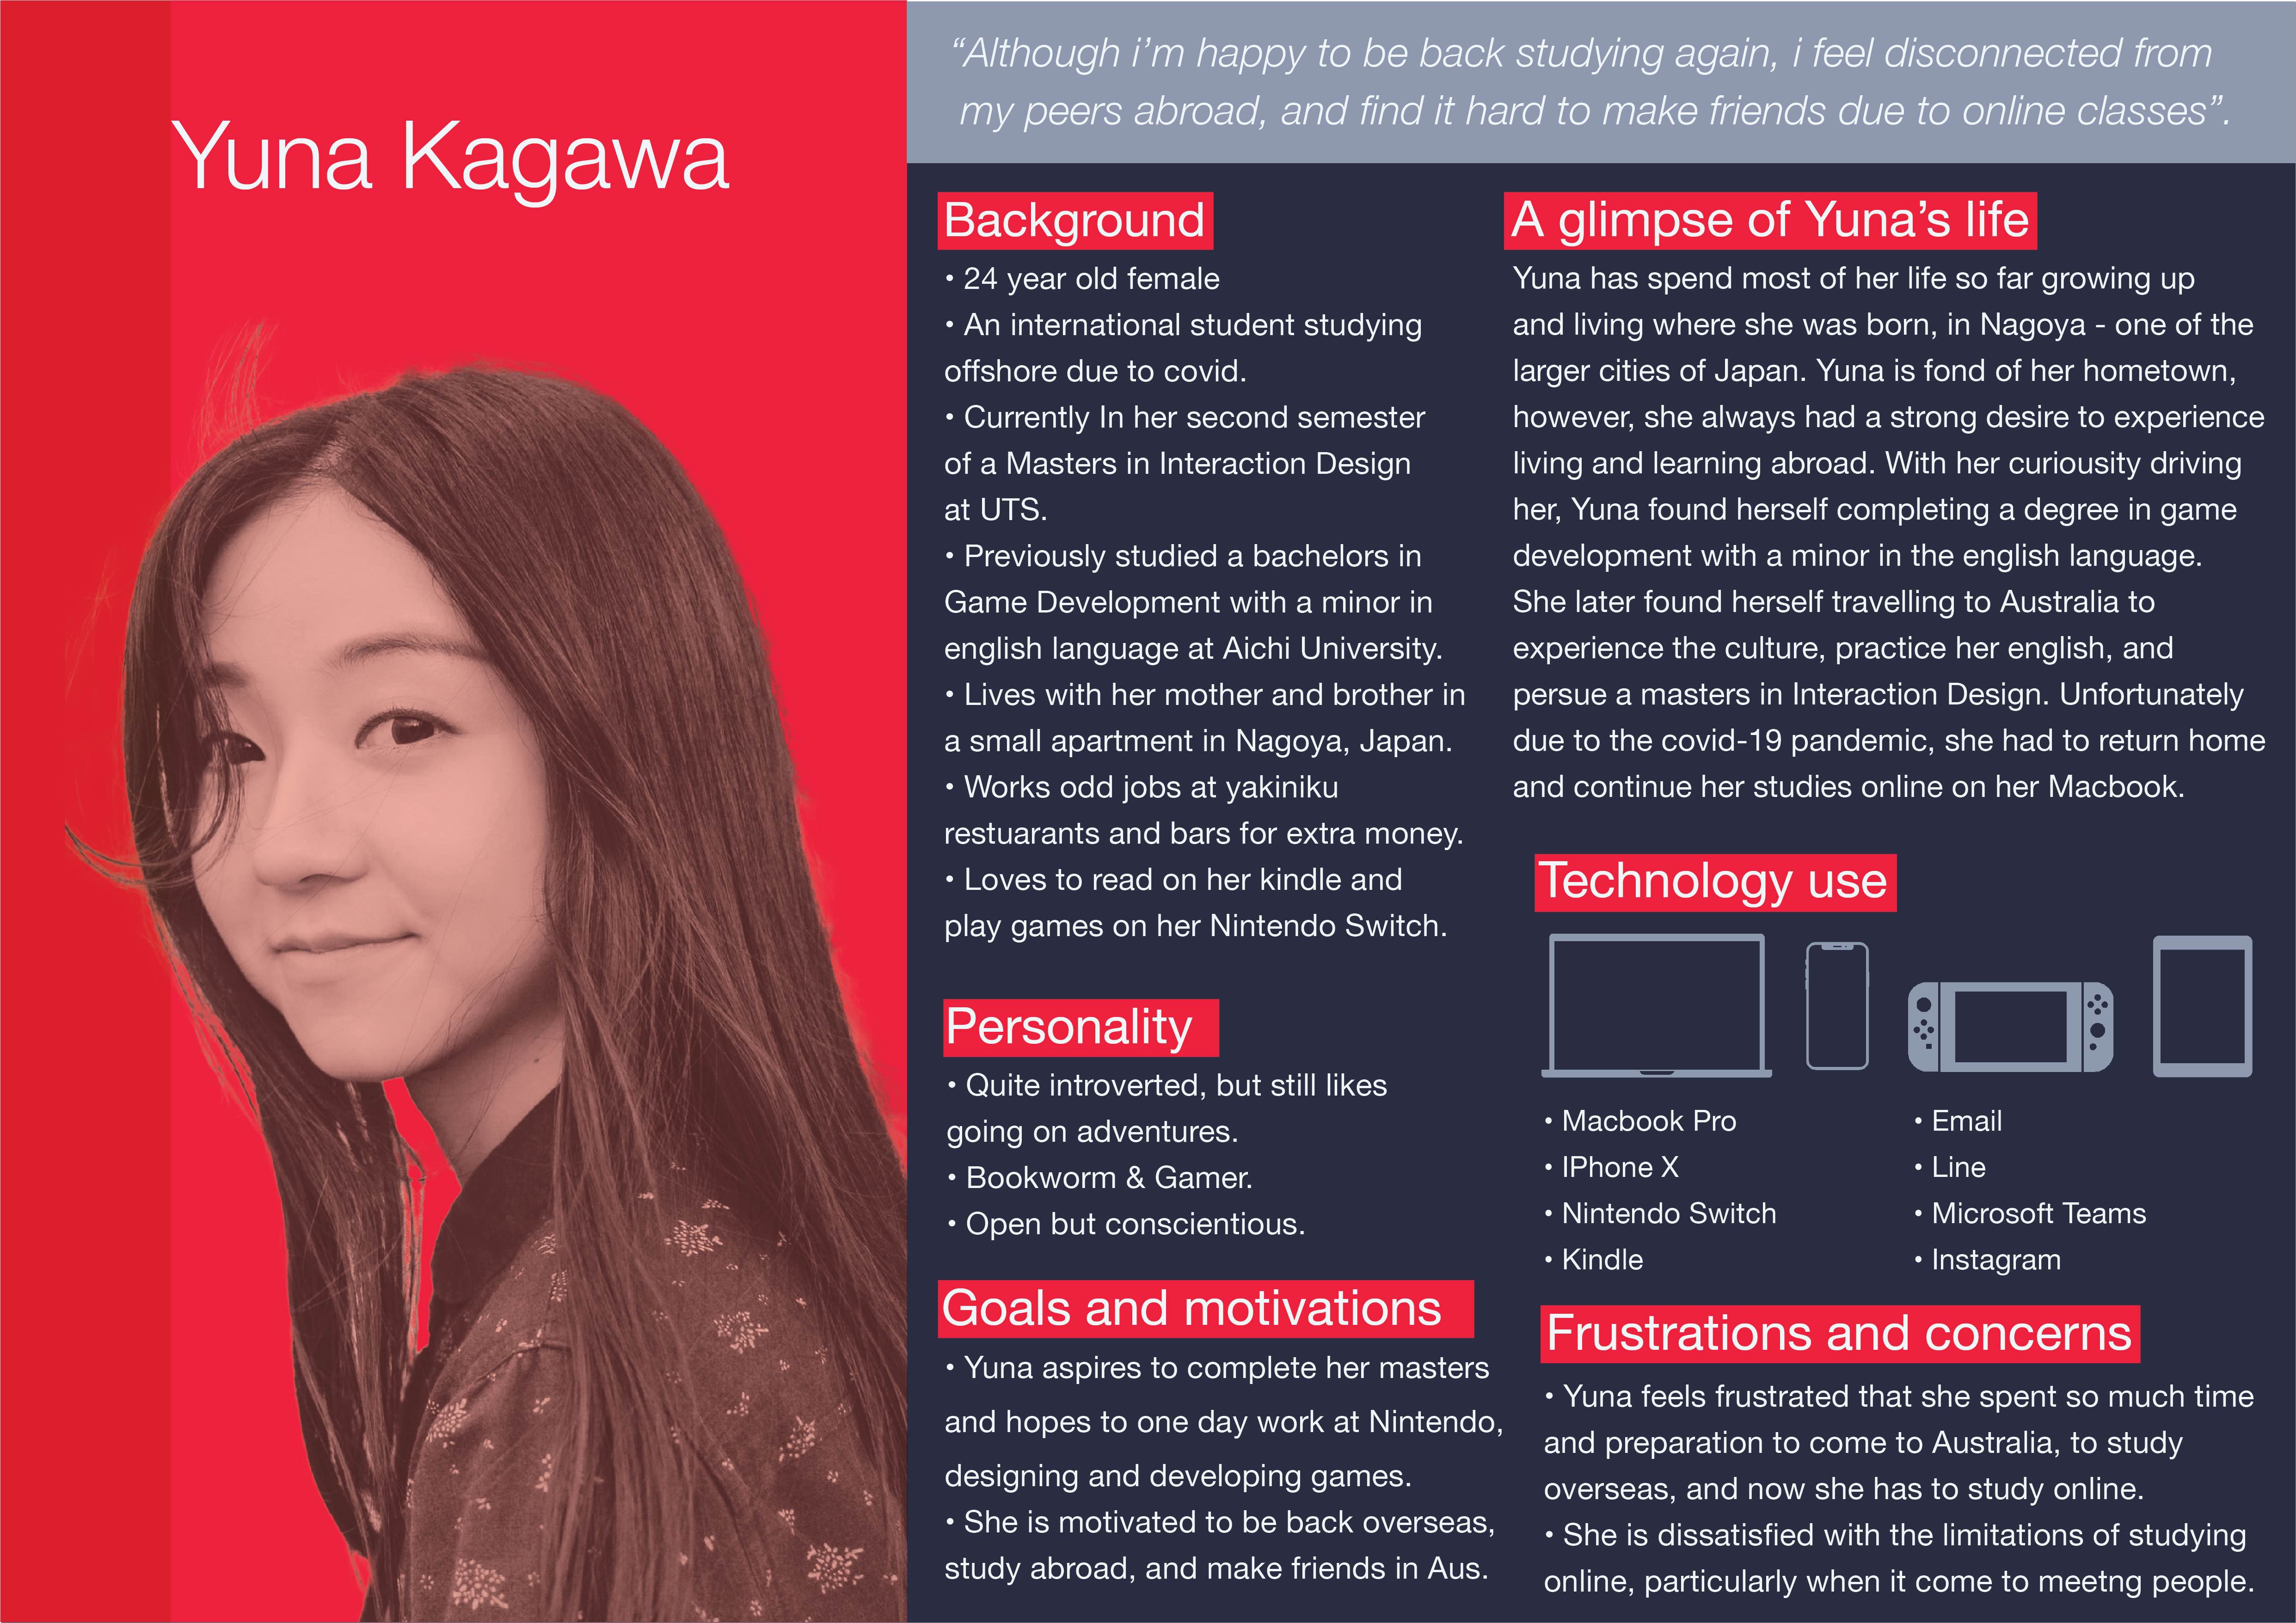 Yuna Kagawa
“Although i’m happy to be back studying again, i feel disconnected from
my peers abroad, and find it hard to make friends due to online classes”.
Background
• 24 year old female
• An international student studying
offshore due to covid.
• Currently In her second semester
of a Masters in Interaction Design
at UTS.
• Previously studied a bachelors in
Game Development with a minor in
english language at Aichi University.
• Lives with her mother and brother in
a small apartment in Nagoya, Japan.
• Works odd jobs at yakiniku
restuarants and bars for extra money.
• Loves to read on her kindle and
play games on her Nintendo Switch.
Personality
• Quite introverted, but still likes
going on adventures.
• Bookworm & Gamer.
• Open but conscientious.
Goals and motivations
• Yuna aspires to complete her masters
and hopes to one day work at Nintendo,
designing and developing games.
• She is motivated to be back overseas,
study abroad, and make friends in Aus.
A glimpse of Yuna’s life
Yuna has spend most of her life so far growing up
and living where she was born, in Nagoya - one of the
larger cities of Japan. Yuna is fond of her hometown,
however, she always had a strong desire to experience
living and learning abroad. With her curiousity driving
her, Yuna found herself completing a degree in game
development with a minor in the english language.
She later found herself travelling to Australia to
experience the culture, practice her english, and
persue a masters in Interaction Design. Unfortunately
due to the covid-19 pandemic, she had to return home
and continue her studies online on her Macbook.
Technology use
• Macbook Pro
• IPhone X
• Nintendo Switch
• Kindle
• Email
• Line
• Microsoft Teams
• Instagram
Frustrations and concerns
• Yuna feels frustrated that she spent so much time
and preparation to come to Australia, to study
overseas, and now she has to study online.
• She is dissatisfied with the limitations of studying
online, particularly when it come to meetng people.